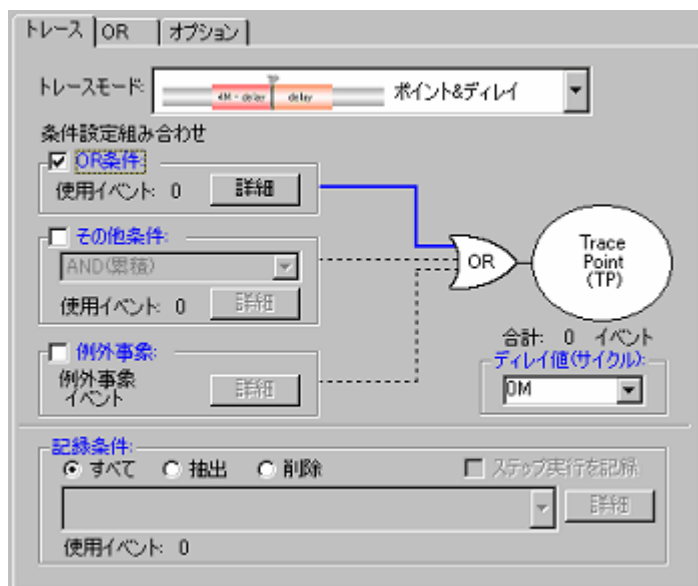 トレース OR オプション
トレースモード: 4M - delay delay ポイント&ディレイ
条件設定組み合わせ
OR条件:
使用イベント: 0 詳細
その他条件:
AND(累積)
使用イベント: 0 詳細
例外事象:
例外事象
イベント 詳細
OR
Trace
Point
(TP)
合計: 0 イベント
ディレイ値(サイクル):
0M
記録条件:
すべて 抽出 削除 ステップ実行を記録
詳細
使用イベント: 0